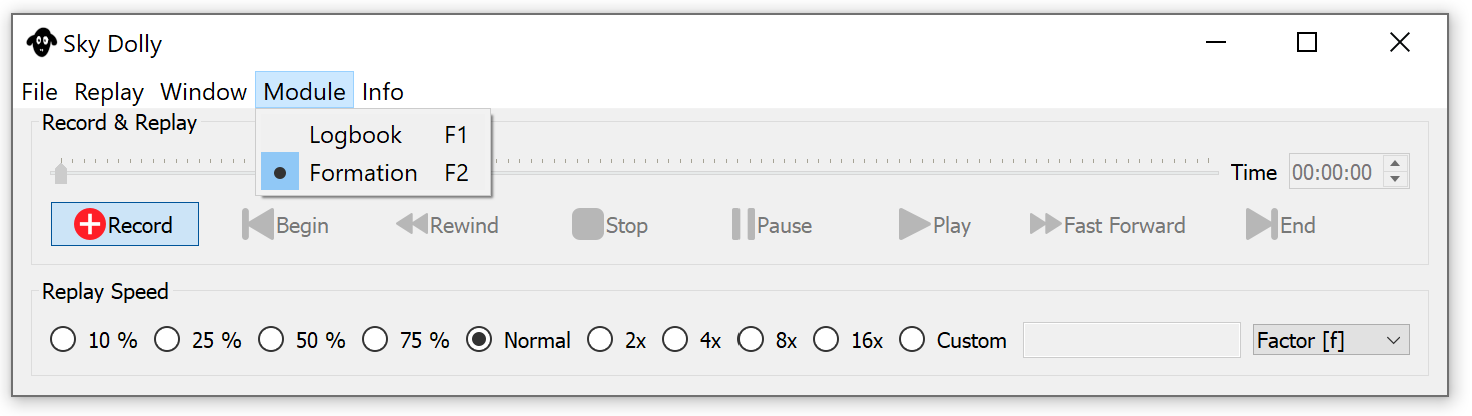 Sky Dolly
File Replay Window Module Info
Record & Replay
Logbook F1
Formation F2
Time 00:00:00
Record Begin Rewind Stop Pause Play Fast Forward End
Replay Speed
10 % 25 % 50 % 75 % Normal 2x 4x 8x 16x Custom Factor [f]